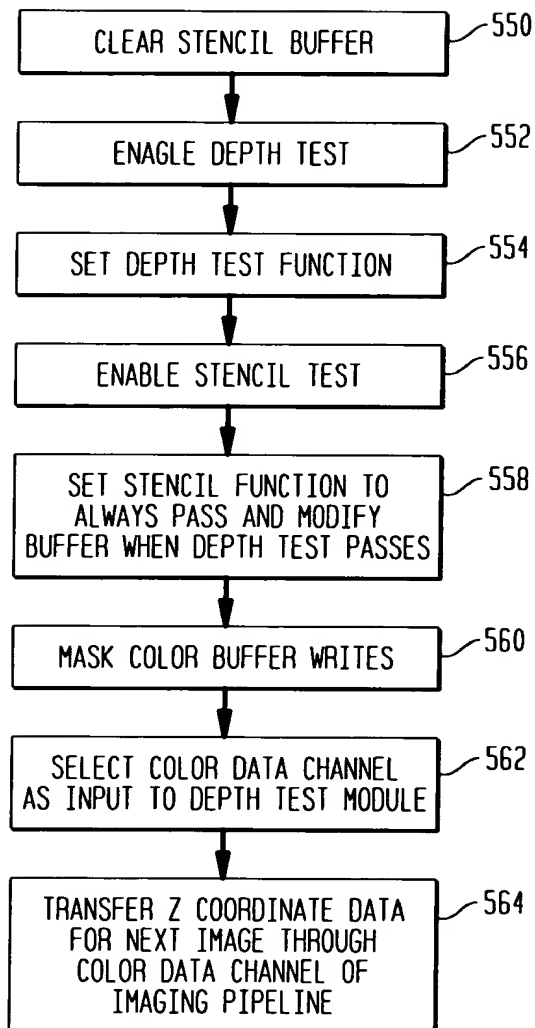 CLEAR STENCIL BUFFER
550
ENAGLE DEPTH TEST
552
SET DEPTH TEST FUNCTION
554
ENABLE STENCIL TEST
556
SET STENCIL FUNCTION TO
ALWAYS PASS AND MODIFY
BUFFER WHEN DEPTH TEST PASSES
558
MASK COLOR BUFFER WRITES
560
SELECT COLOR DATA CHANNEL
AS INPUT TO DEPTH TEST MODULE
562
TRANSFER Z COORDINATE DATA
FOR NEXT IMAGE THROUGH
COLOR DATA CHANNEL OF
IMAGING PIPELINE
564